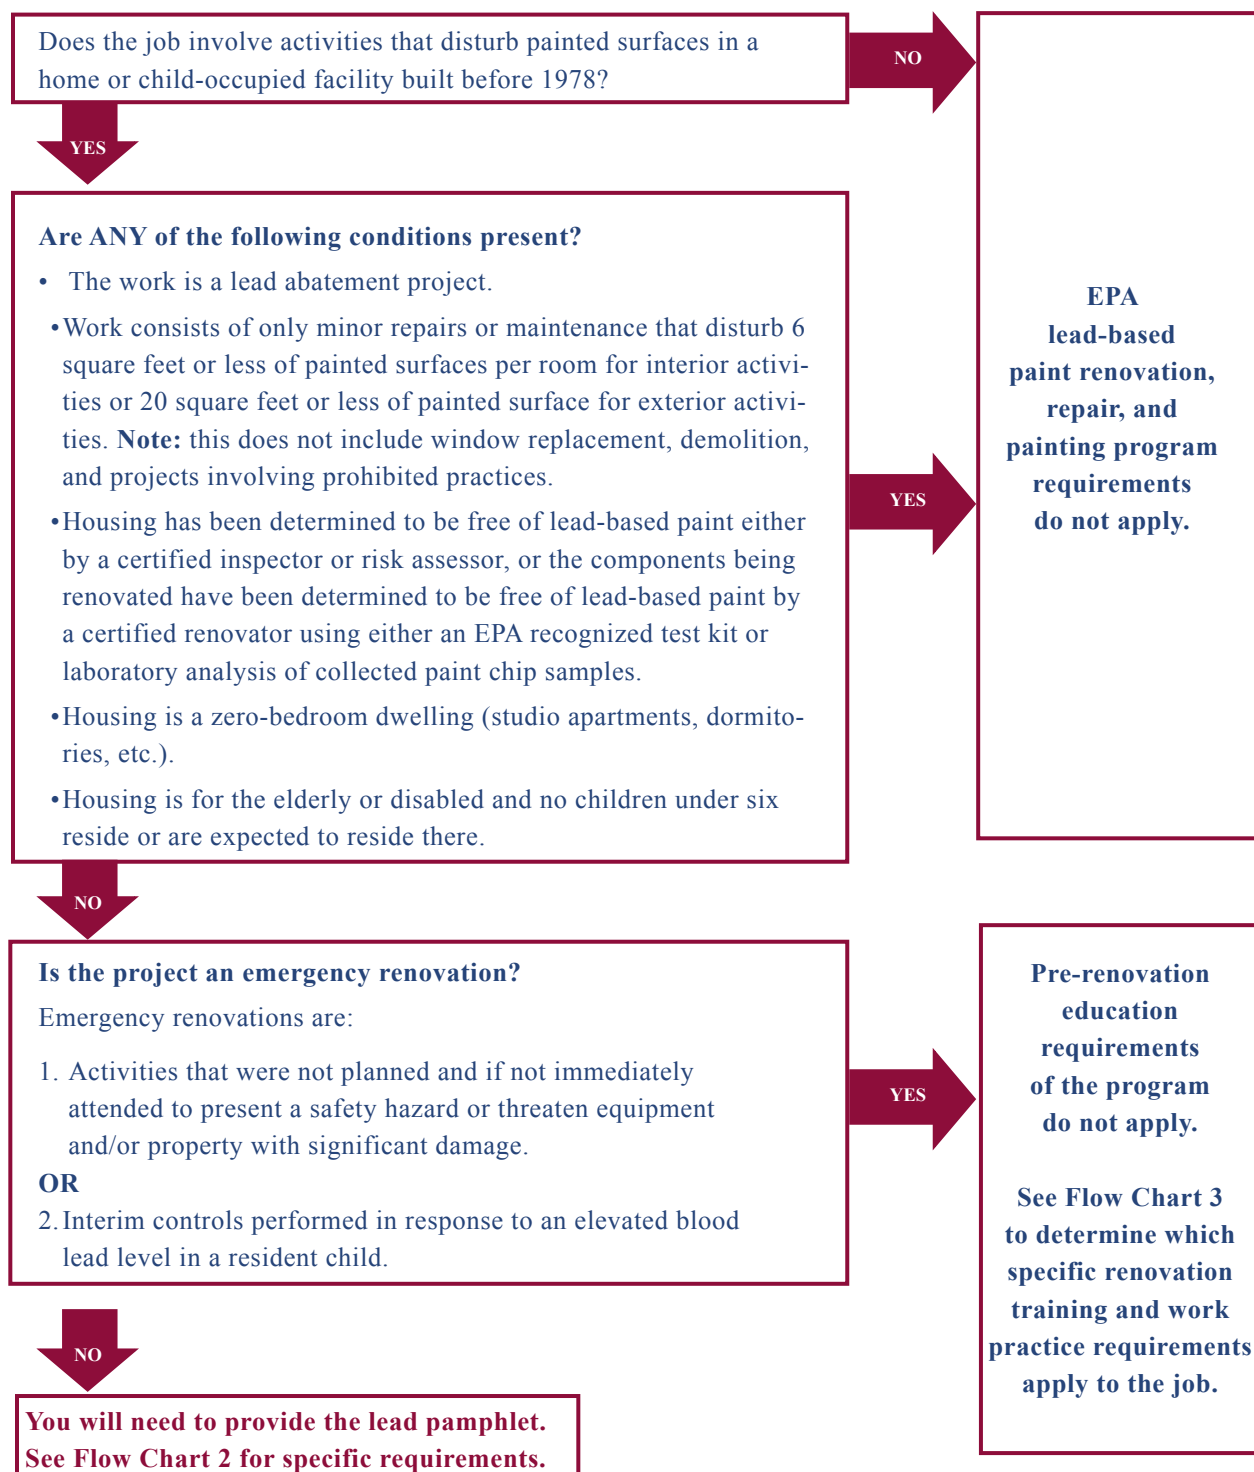 Does the job involve activities that disturb painted surfaces in a
home or child-occupied facility built before 1978?
NO
YES
Are ANY of the following conditions present?
• The work is a lead abatement project.
•Work consists of only minor repairs or maintenance that disturb 6
square feet or less of painted surfaces per room for interior activi-
ties or 20 square feet or less of painted surface for exterior activi-
ties. Note: this does not include window replacement, demolition,
and projects involving prohibited practices.
•Housing has been determined to be free of lead-based paint either
by a certified inspector or risk assessor, or the components being
renovated have been determined to be free of lead-based paint by
a certified renovator using either an EPA recognized test kit or
laboratory analysis of collected paint chip samples.
•Housing is a zero-bedroom dwelling (studio apartments, dormito-
ries, etc.).
•Housing is for the elderly or disabled and no children under six
reside or are expected to reside there.
YES
EPA
lead-based
paint renovation,
repair, and
painting program
requirements
do not apply.
NO
Is the project an emergency renovation?
Emergency renovations are:
1. Activities that were not planned and if not immediately
attended to present a safety hazard or threaten equipment
and/or property with significant damage.
OR
2. Interim controls performed in response to an elevated blood
lead level in a resident child.
YES
Pre-renovation
education
requirements
of the program
do not apply.
See Flow Chart 3
to determine which
specific renovation
training and work
practice requirements
apply to the job.
NO
You will need to provide the lead pamphlet.
See Flow Chart 2 for specific requirements.